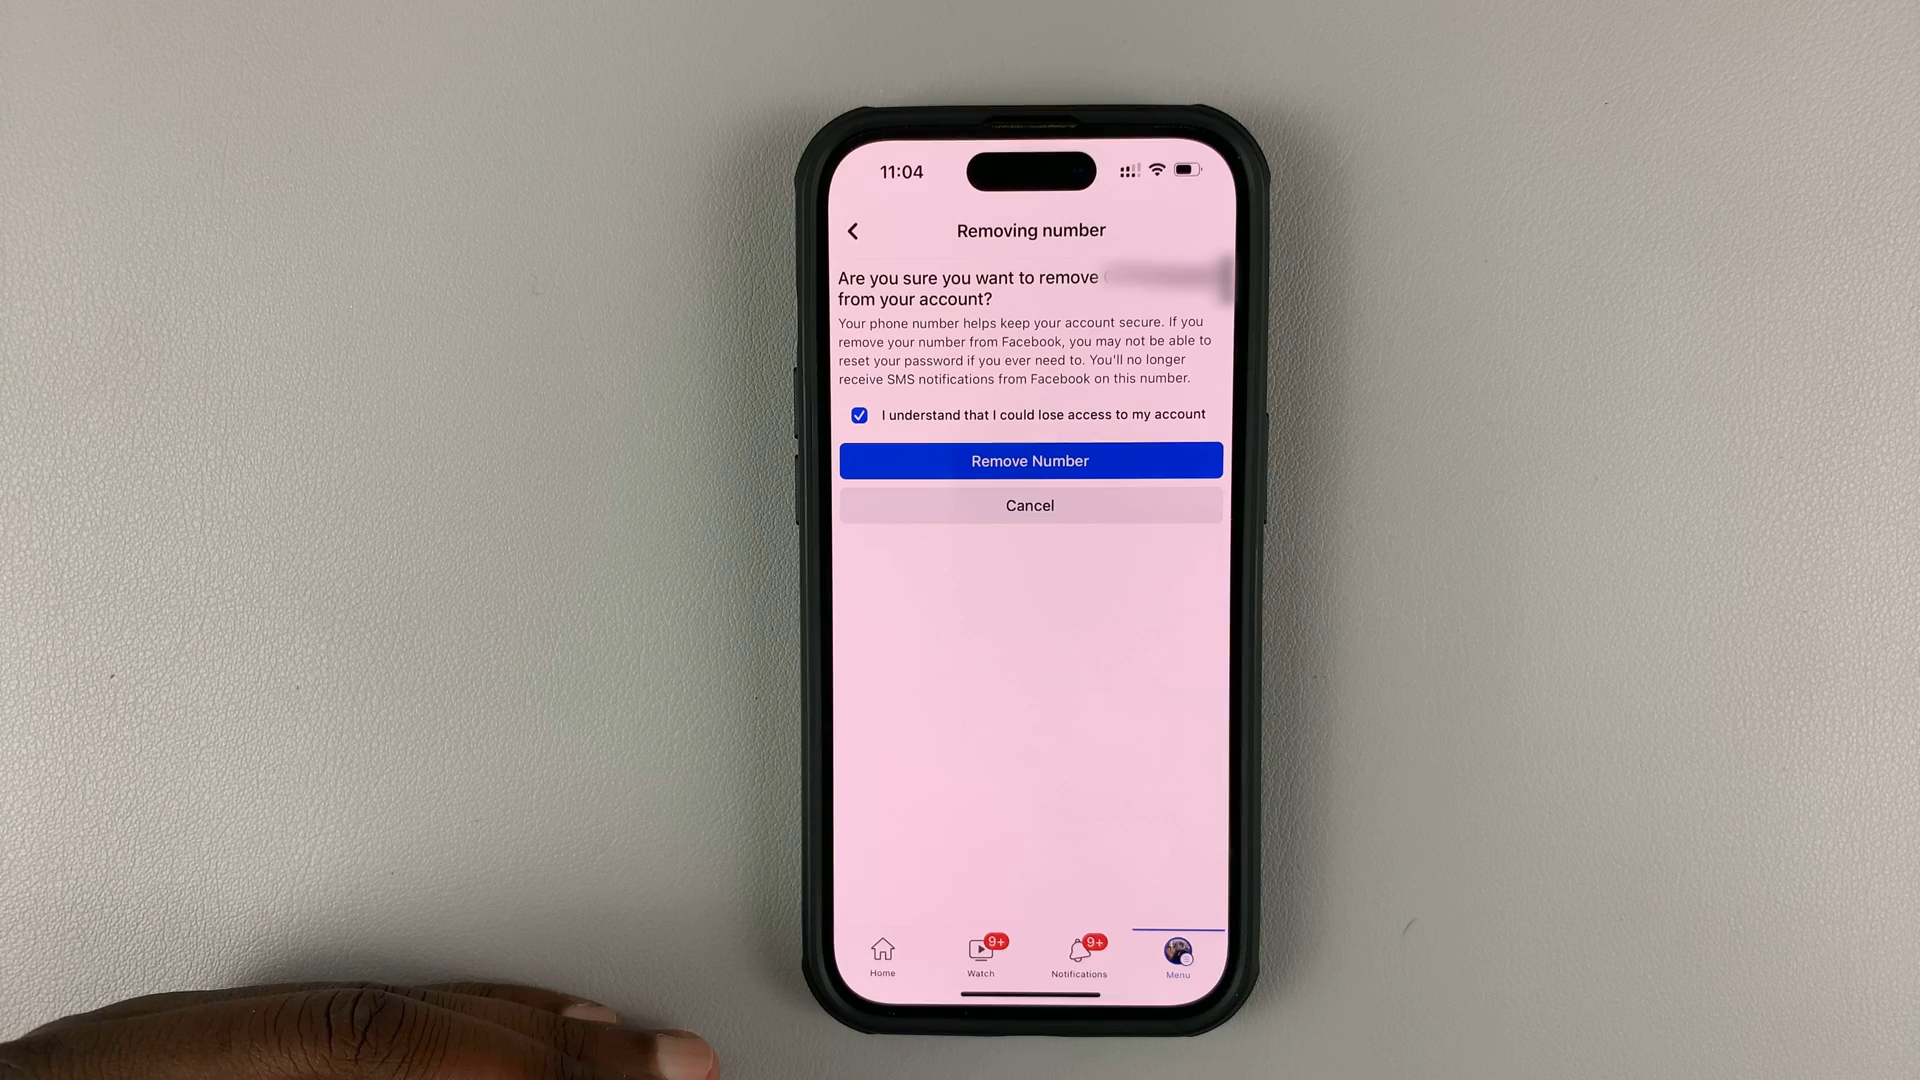 11:04
Removing number
Are you sure you want to remove
from your account?
Your phone number helps keep your account secure. If you
remove your number from Facebook, you may not be able to
reset your password if you ever need to. You'll no longer
receive SMS notifications from Facebook on this number.
I understand that I could lose access to my account
Remove Number
Cancel
9+
9+
Home
Watch
Notifications
Menu